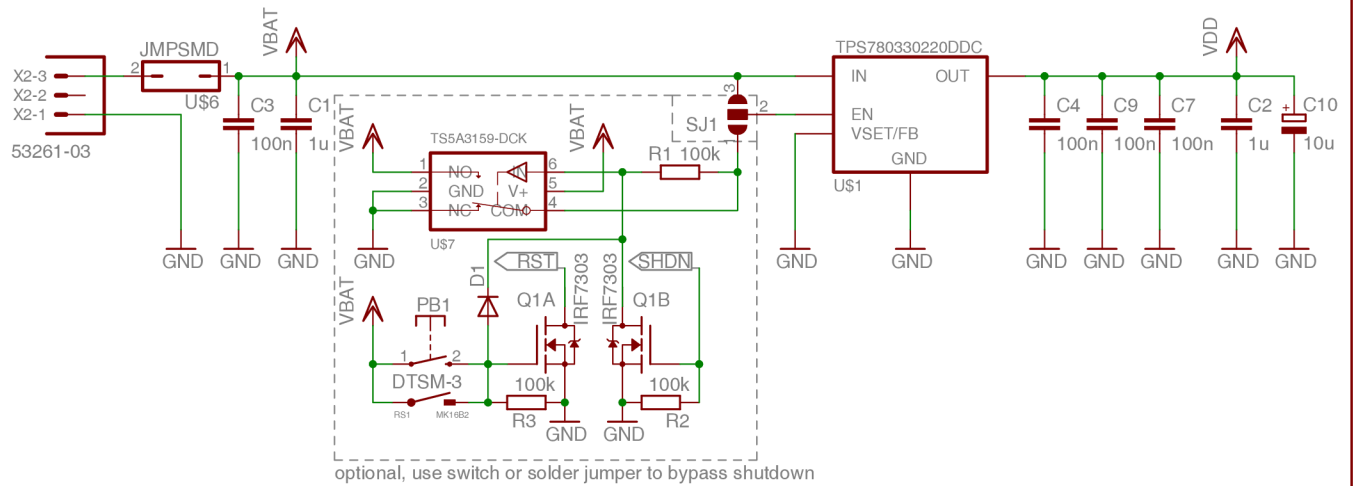 JMPSMD
2
1
U$6
X2-3
X2-2
X2-1
53261-03
GND
VBAT
C3
100n
GND
C1
1u
GND
VBAT
TS5A3159-DCK
VBAT
1
NO
IN
6
2
GND
V+
5
3
NC
COM
4
U$7
GND
R1
100k
SJ1
3
2
1
TPS780330220DDC
IN
OUT
EN
VSET/FB
GND
U$1
GND
GND
VDD
C4
100n
GND
C9
100n
GND
C7
100n
GND
C2
1u
GND
C10
+
10u
GND
VBAT
PB1
1
2
DTSM-3
RS1
MK16B2
D1
RST
Q1A
IRF7303
100k
R3
GND
SHDN
IRF7303
Q1B
100k
R2
GND
optional, use switch or solder jumper to bypass shutdown